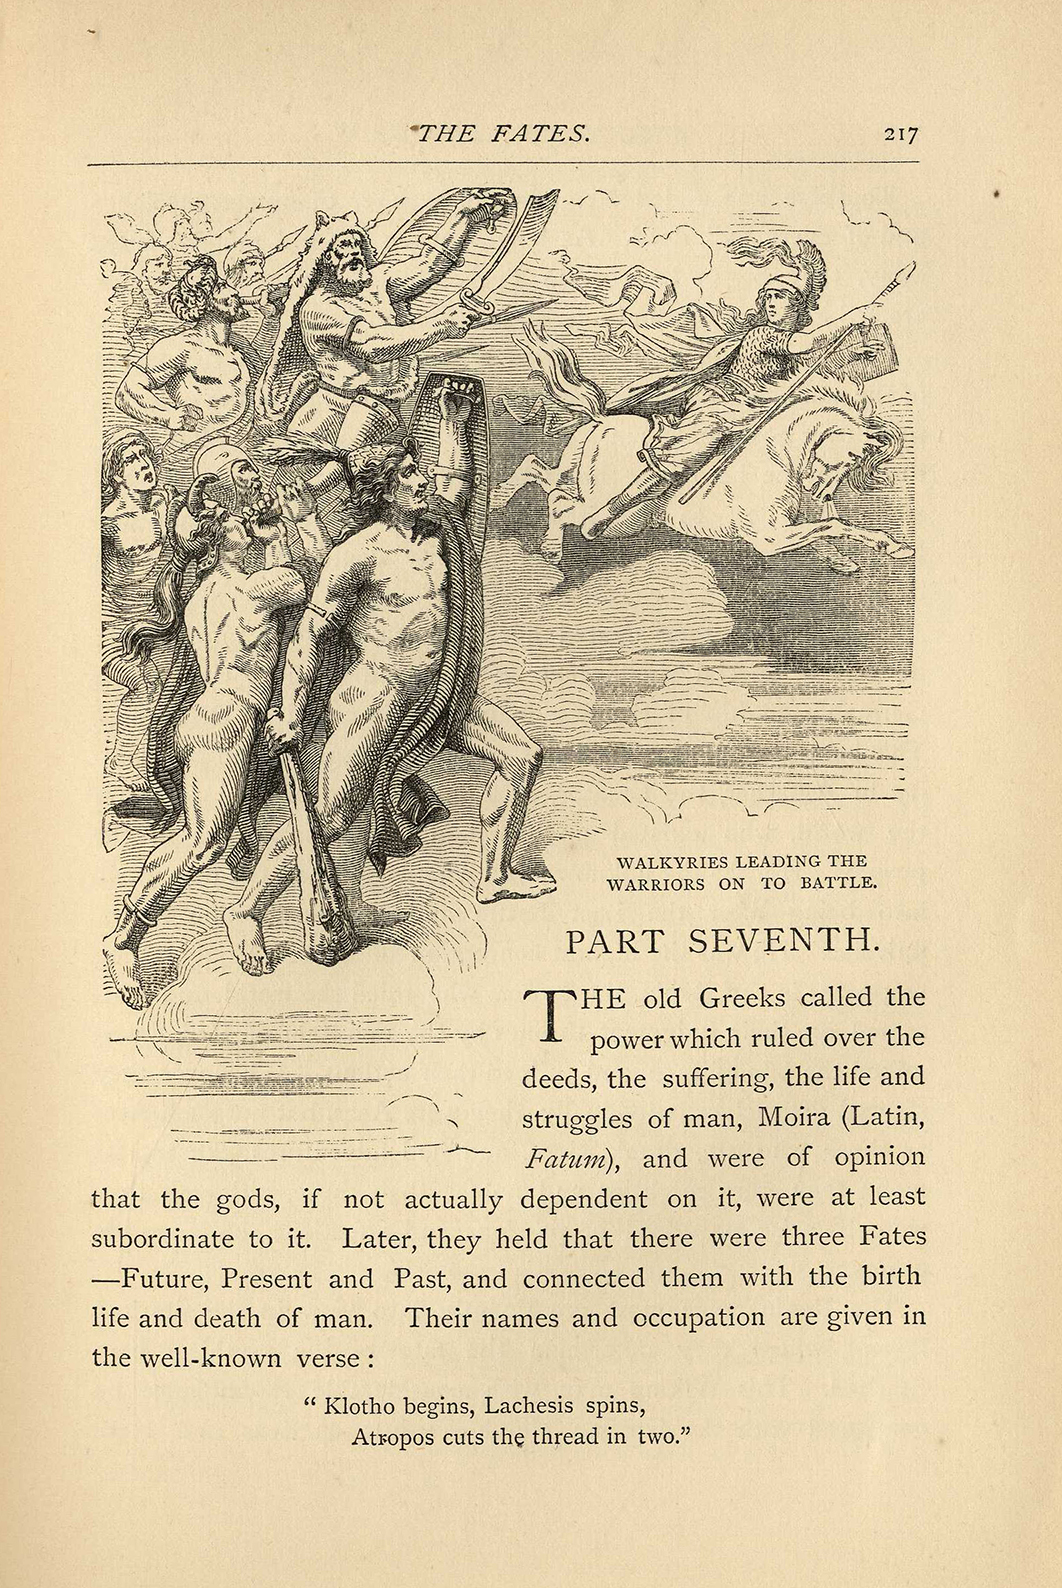 THE FATES.
217
WALKYRIES LEADING THE
WARRIORS ON TO BATTLE.
PART SEVENTH.
THE old Greeks called the
power which ruled over the
deeds, the suffering, the life and
struggles of man, Moira (Latin,
Fatum), and were of opinion
that the gods, if not actually dependent on it, were at least
subordinate to it. Later, they held that there were three Fates
—Future, Present and Past, and connected them with the birth
life and death of man. Their names and occupation are given in
the well-known verse :
“ Klotho begins, Lachesis spins,
Atropos cuts the thread in two.”